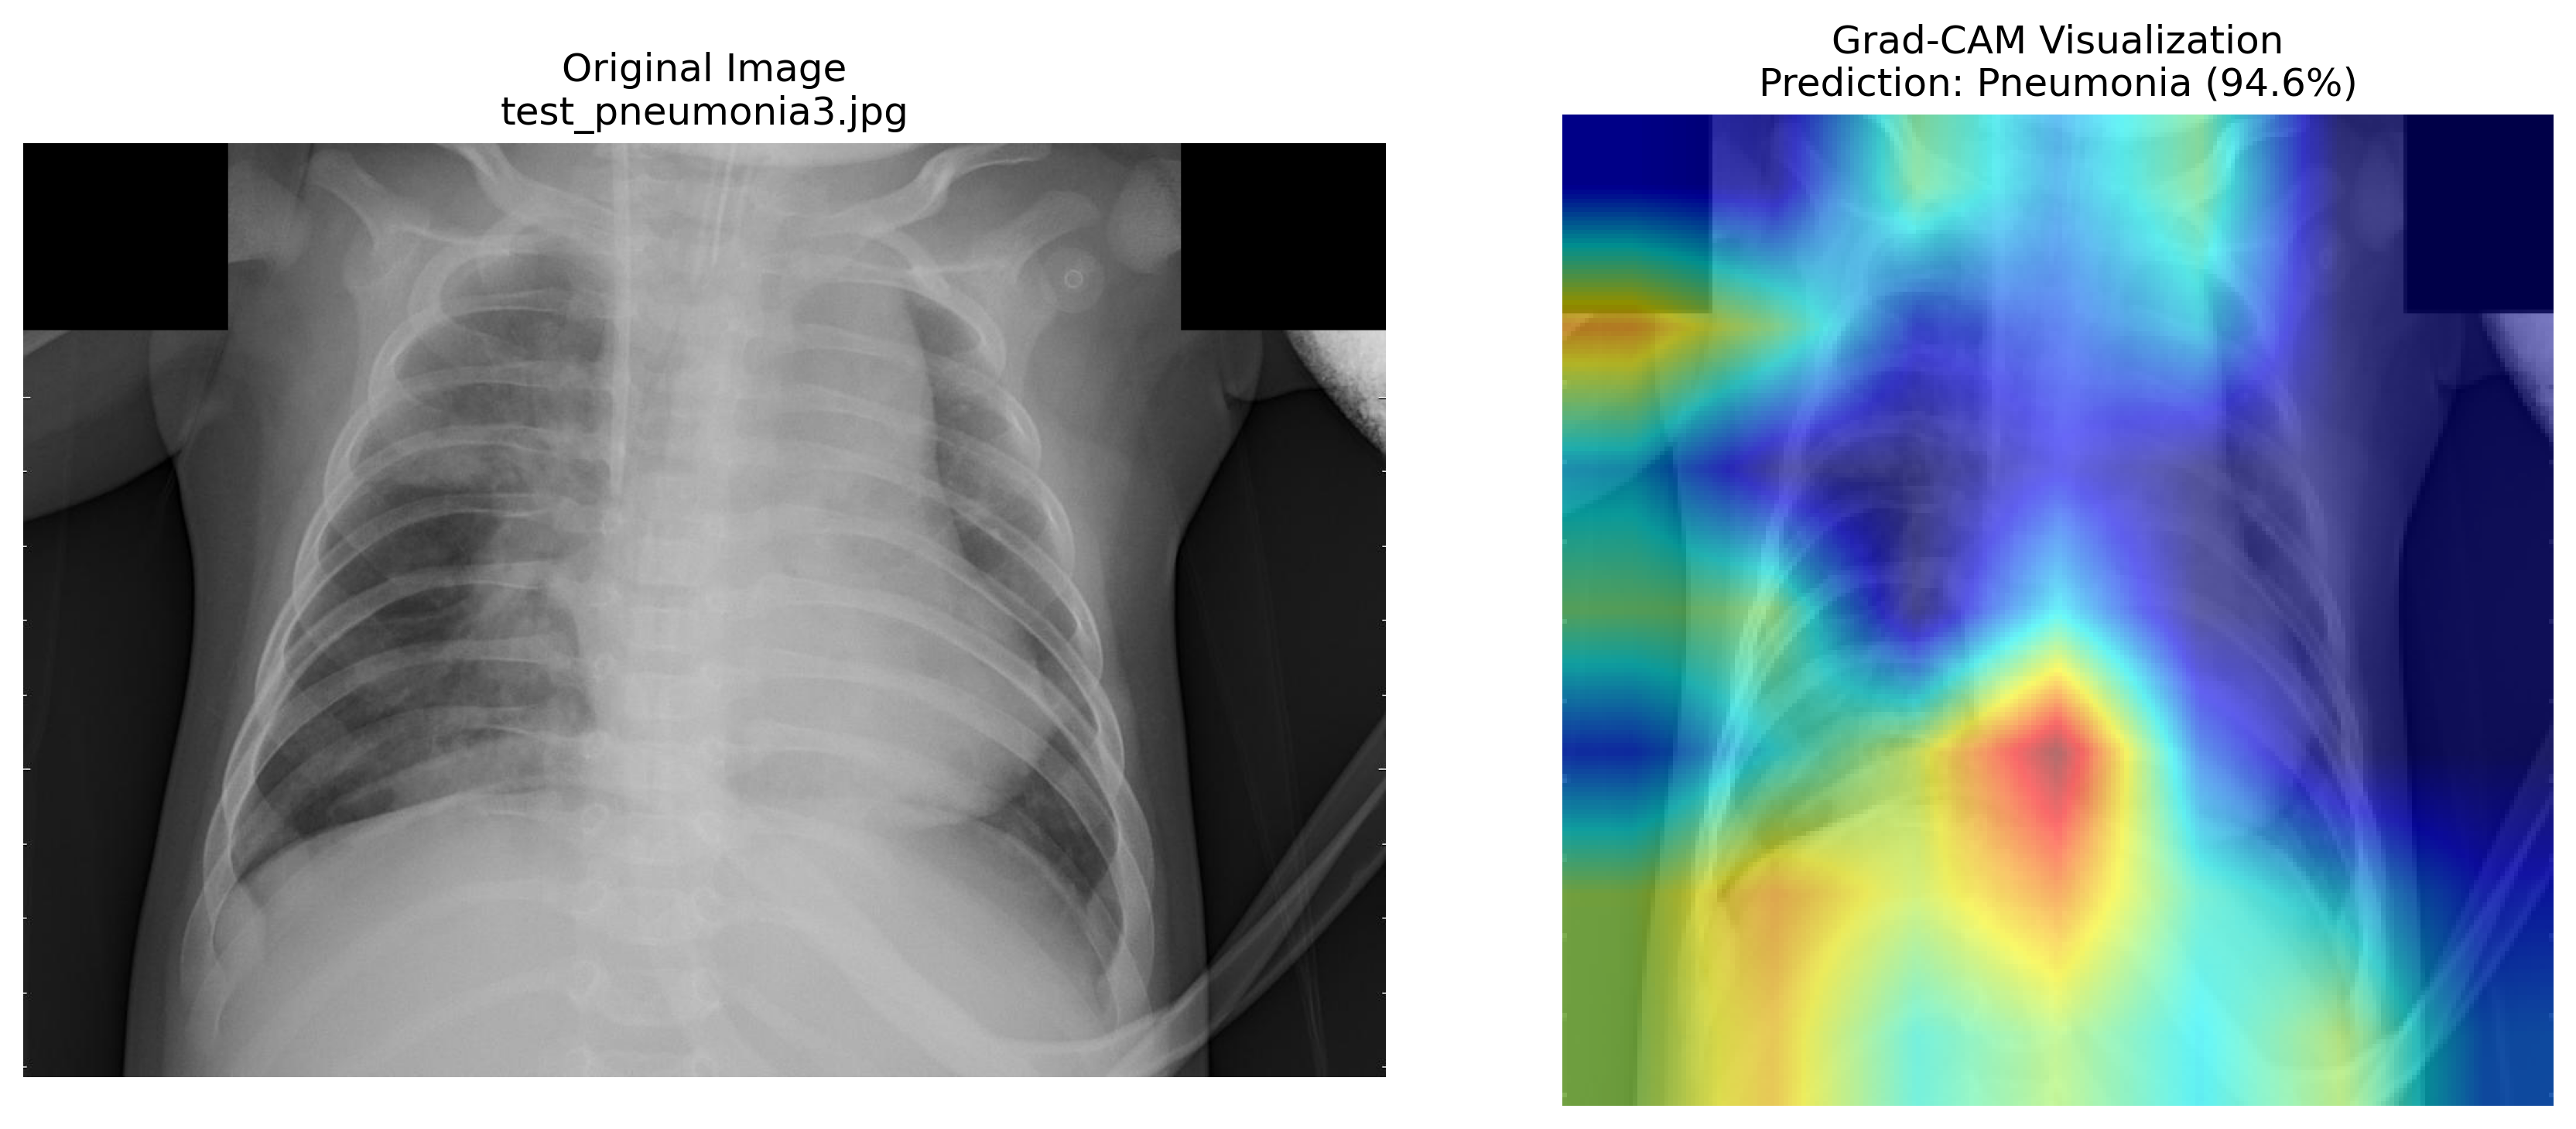 Original Image
test_pneumonia3.jpg
Grad-CAM Visualization
Prediction: Pneumonia (94.6%)